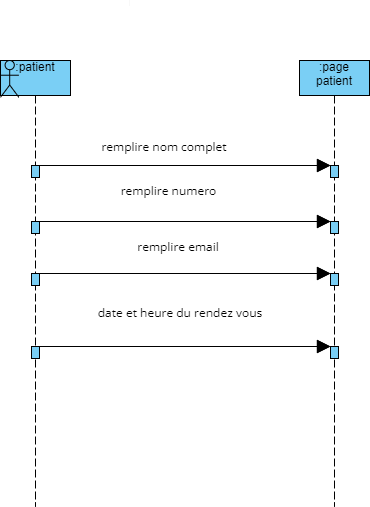 :patient
:page
patient
remplire nom complet
remplire numero
remplire email
date et heure du rendez vous